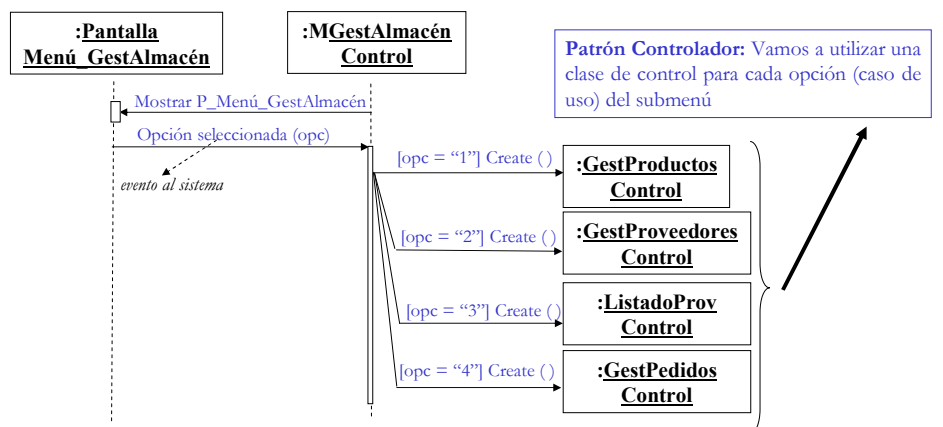 :Pantalla
Menú_GestAlmacén
:MGestAlmacén
Control
Patrón Controlador: Vamos a utilizar una
clase de control para cada opción (caso de
uso) del submenú
Mostrar P_Menú_GestAlmacén
Opción seleccionada (opc)
evento al sistema
[opc = “1”] Create ( )
:GestProductos
Control
[opc = “2”] Create ( )
:GestProveedores
Control
[opc = “3”] Create ( )
:ListadoProv
Control
[opc = “4”] Create ( )
:GestPedidos
Control